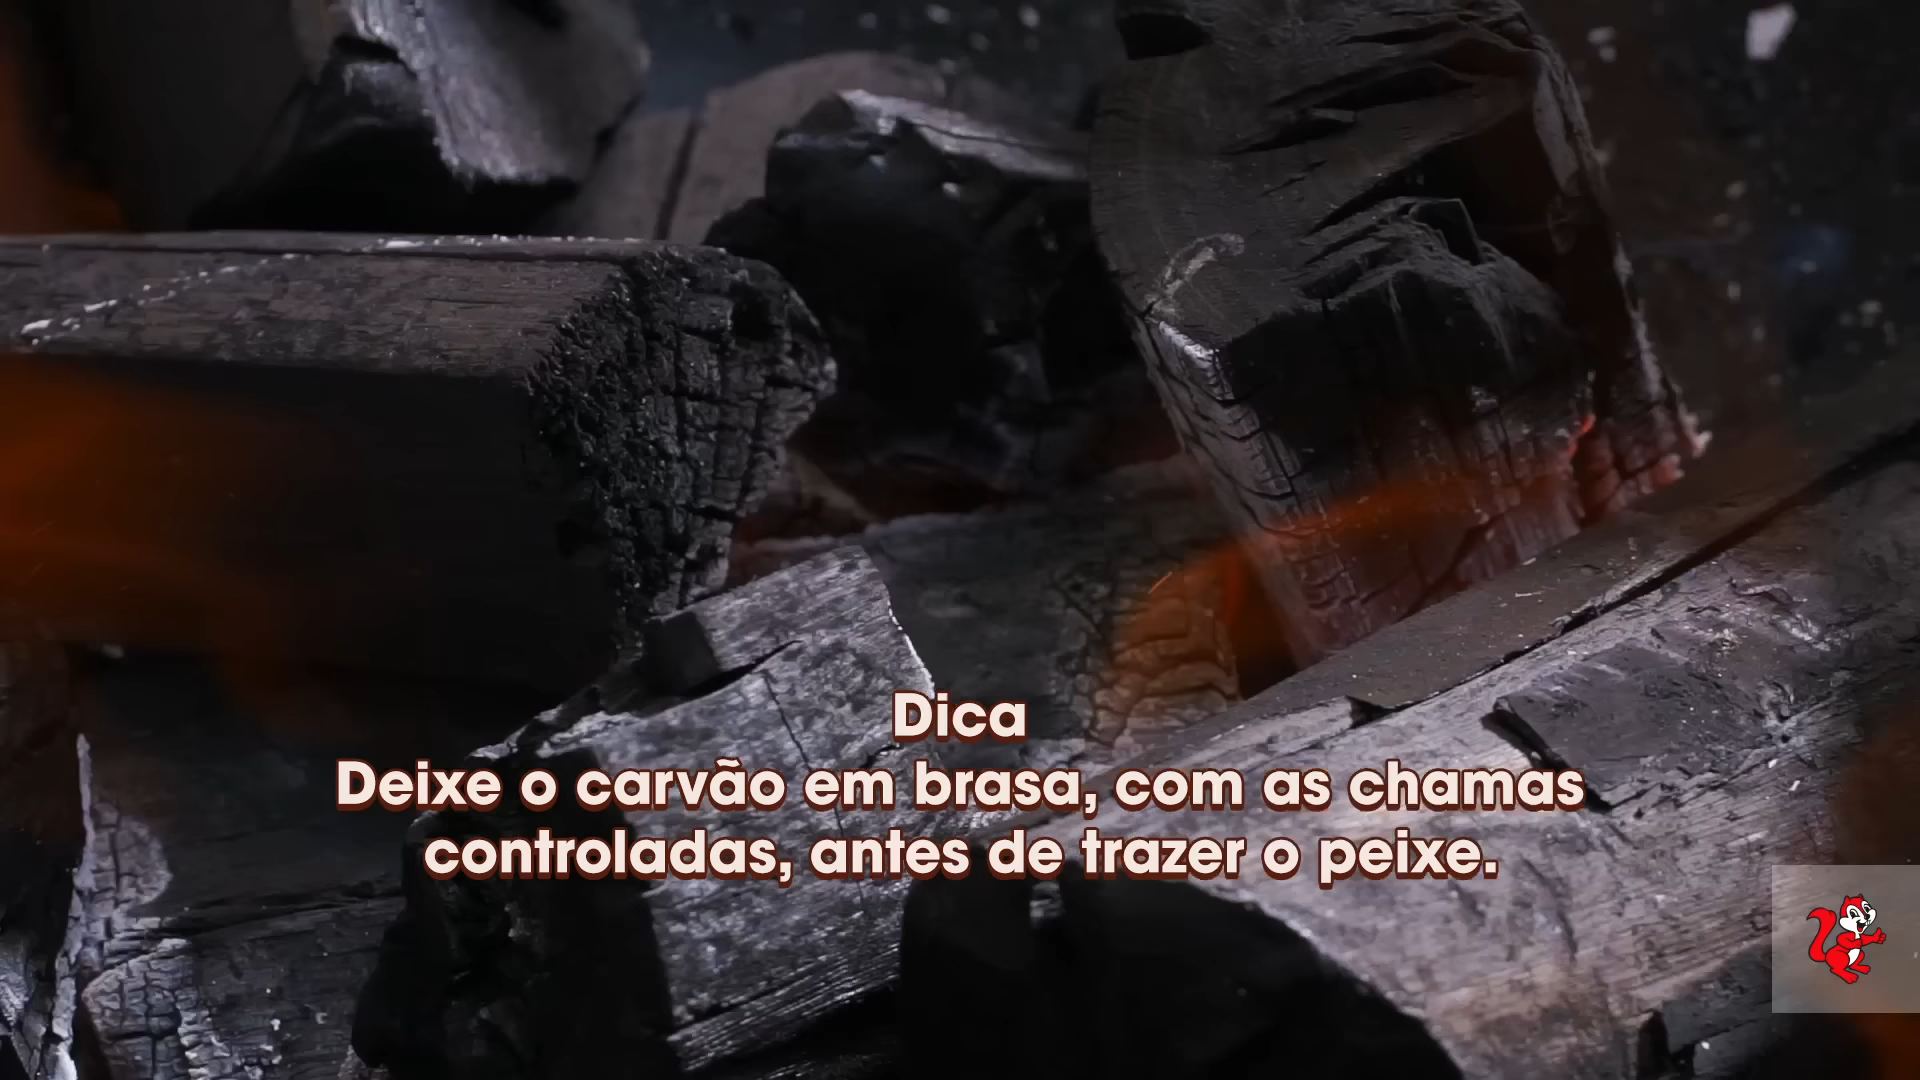 Dica
Deixe o carvão em brasa, com as chamas
controladas, antes de trazer o peixe.